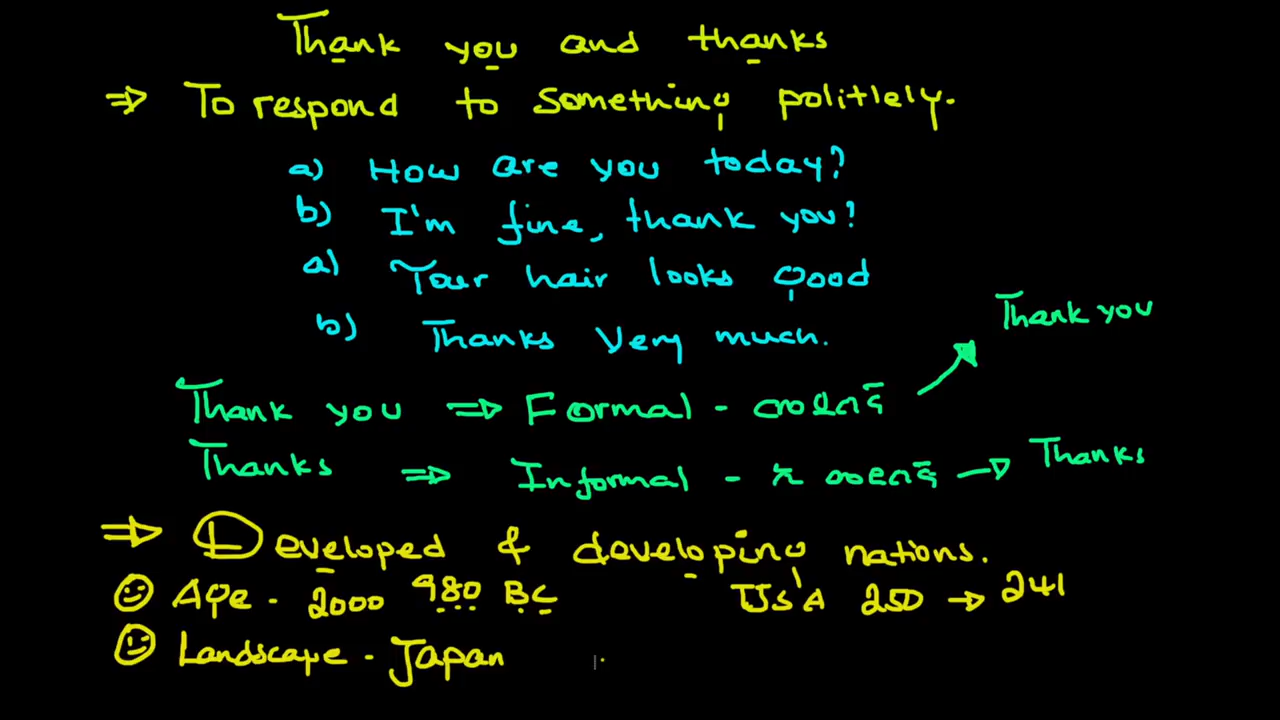 Thank you and thanks
⇒ To respond to something politlely.
a) How are you today?
b) I'm fine, thank you?
a) Your hair looks good
b) Thanks very much.
Thank you
Thank you ⇒ Formal -
Thanks ⇒ Informal - → Thanks
⇒ Developed & developing nations.
Age - 2000 980 BC USA 250 → 241
Landscape - Japan